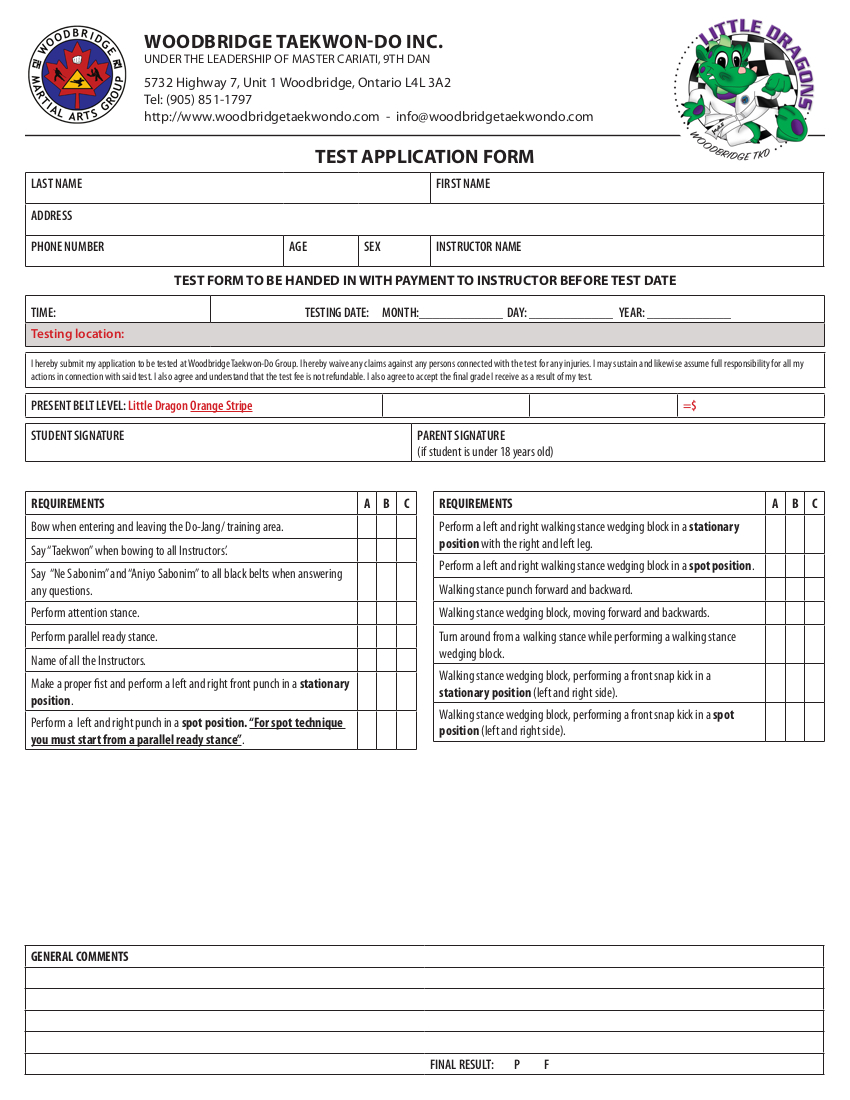 WOODBRIDGE
MARTIAL ARTS GROUP
WOODBRIDGE TAEKWON-DO INC.
UNDER THE LEADERSHIP OF MASTER CARIATI, 9TH DAN
5732 Highway 7, Unit 1 Woodbridge, Ontario L4L 3A2
Tel: (905) 851-1797
http://www.woodbridgetaekwondo.com - info@woodbridgetaekwondo.com
LITTLE DRAGONS
WOODBRIDGE TKD
TEST APPLICATION FORM
LAST NAME FIRST NAME
ADDRESS
PHONE NUMBER AGE SEX INSTRUCTOR NAME
TEST FORM TO BE HANDED IN WITH PAYMENT TO INSTRUCTOR BEFORE TEST DATE
TIME: TESTING DATE: MONTH:____________ DAY: ____________ YEAR: ____________
Testing location:
I hereby submit my application to be tested at Woodbridge Taekwon-Do Group. I hereby waive any claims against any persons connected with the test for any injuries. I may sustain and likewise assume full responsibility for all my
actions in connection with said test. I also agree and understand that the test fee is not refundable. I also agree to accept the final grade I receive as a result of my test.
PRESENT BELT LEVEL: Little Dragon Orange Stripe =$
STUDENT SIGNATURE PARENT SIGNATURE
(if student is under 18 years old)
REQUIREMENTS A B C
Bow when entering and leaving the Do-Jang/ training area.
Say “Taekwon” when bowing to all Instructors’.
Say “Ne Sabonim” and “Aniyo Sabonim” to all black belts when answering
any questions.
Perform attention stance.
Perform parallel ready stance.
Name of all the Instructors.
Make a proper fist and perform a left and right front punch in a stationary
position.
Perform a left and right punch in a spot position. “For spot technique
you must start from a parallel ready stance”.
REQUIREMENTS A B C
Perform a left and right walking stance wedging block in a stationary
position with the right and left leg.
Perform a left and right walking stance wedging block in a spot position.
Walking stance punch forward and backward.
Walking stance wedging block, moving forward and backwards.
Turn around from a walking stance while performing a walking stance
wedging block.
Walking stance wedging block, performing a front snap kick in a
stationary position (left and right side).
Walking stance wedging block, performing a front snap kick in a spot
position (left and right side).
GENERAL COMMENTS
FINAL RESULT: P F